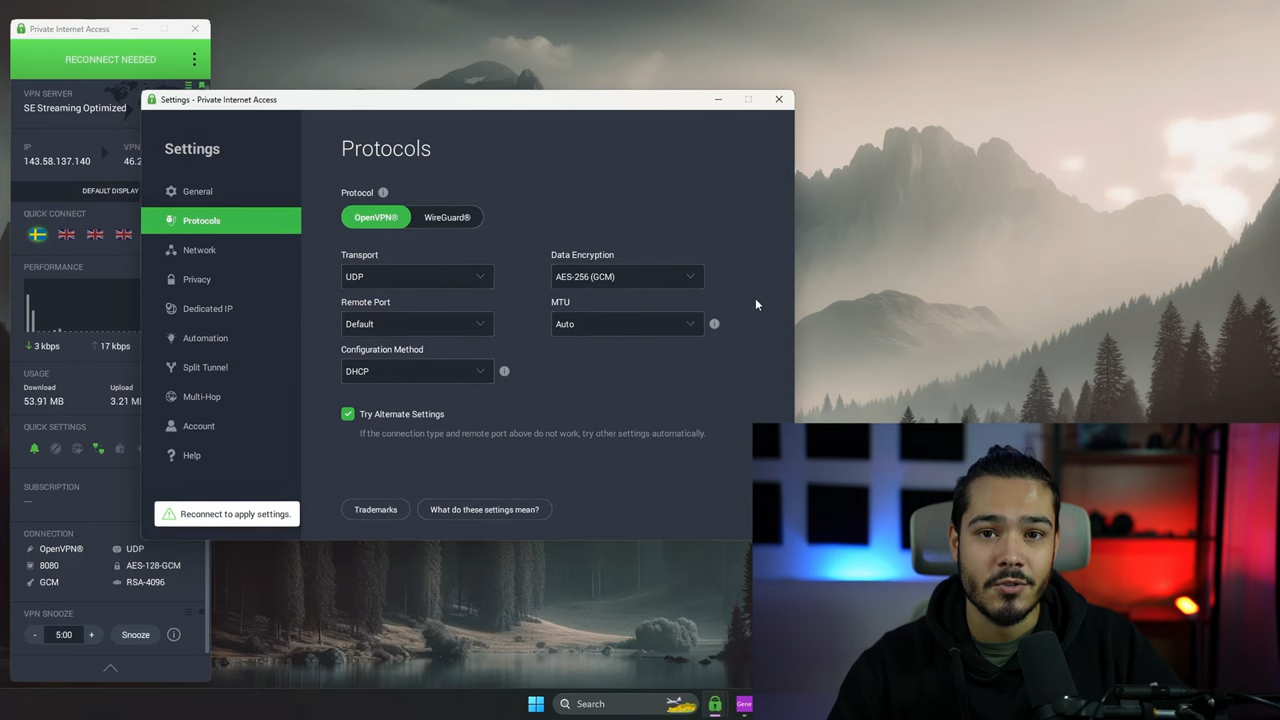 Private Internet Access
RECONNECT NEEDED
VPN SERVER
SE Streaming Optimized
IP
VPN
143.58.137.140
46.2
DEFAULT DISPLAY
QUICK CONNECT
PERFORMANCE
3 kbps
17 kbps
USAGE
Download
Upload
53.91 MB
3.21 M
QUICK SETTINGS
SUBSCRIPTION
—
CONNECTION
OpenVPN®
UDP
8080
AES-128-GCM
GCM
RSA-4096
VPN SNOOZE
- 5:00 +
Snooze
Settings - Private Internet Access
Settings
General
Protocols
Network
Privacy
Dedicated IP
Automation
Split Tunnel
Multi-Hop
Account
Help
Reconnect to apply settings.
Protocols
Protocol
OpenVPN®
WireGuard®
Transport
Data Encryption
UDP
AES-256 (GCM)
Remote Port
MTU
Default
Auto
Configuration Method
DHCP
Try Alternate Settings
If the connection type and remote port above do not work, try other settings automatically.
Trademarks
What do these settings mean?
Search
Gene